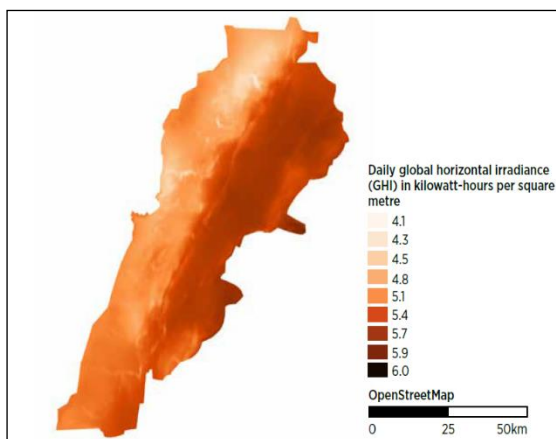 Daily global horizontal irradiance
(GHI) in kilowatt-hours per square
metre
4.1
4.3
4.5
4.8
5.1
5.4
5.7
5.9
6.0
OpenStreetMap
0 25 50km